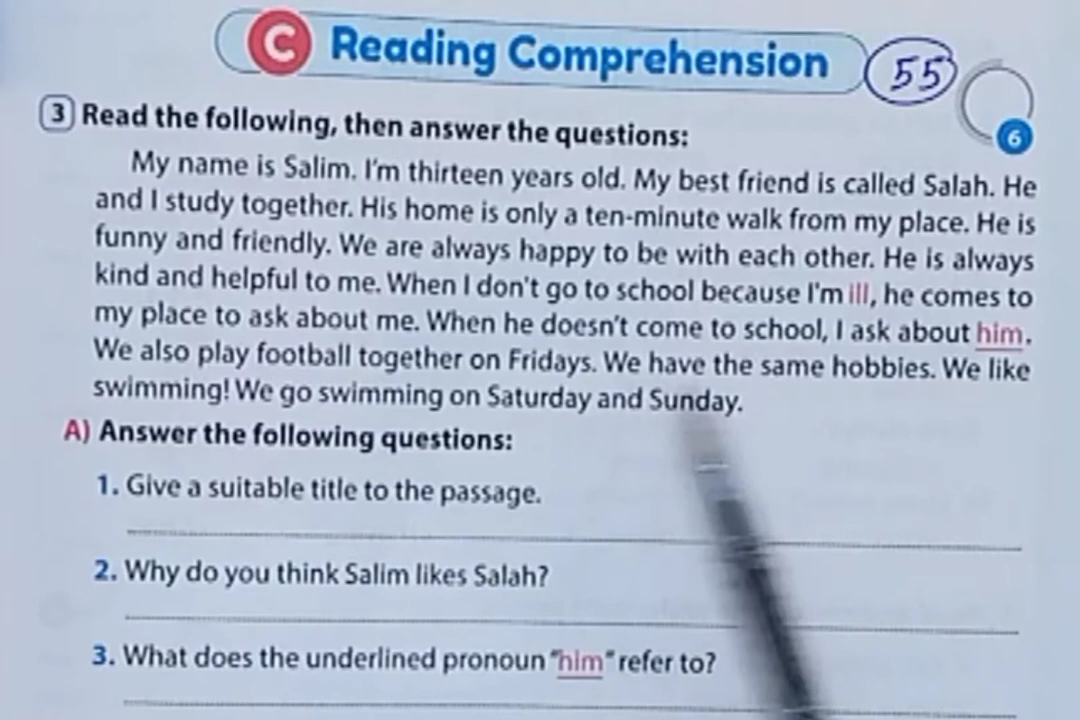 C Reading Comprehension 55
6
3 Read the following, then answer the questions:
My name is Salim. I'm thirteen years old. My best friend is called Salah. He
and I study together. His home is only a ten-minute walk from my place. He is
funny and friendly. We are always happy to be with each other. He is always
kind and helpful to me. When I don't go to school because I'm ill, he comes to
my place to ask about me. When he doesn't come to school, I ask about him.
We also play football together on Fridays. We have the same hobbies. We like
swimming! We go swimming on Saturday and Sunday.
A) Answer the following questions:
1. Give a suitable title to the passage.
2. Why do you think Salim likes Salah?
3. What does the underlined pronoun "him" refer to?